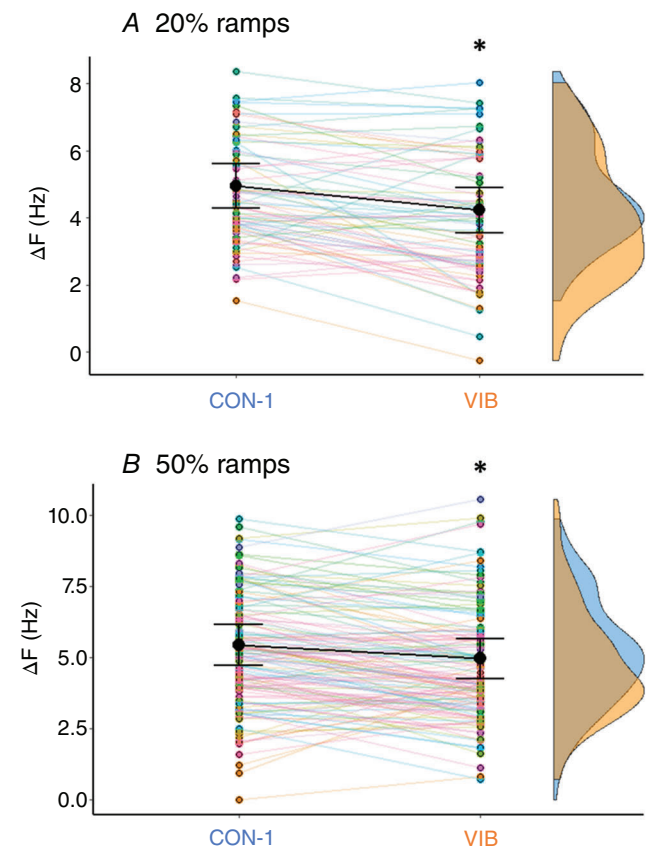 A 20% ramps
*
8
6
4
2
0
ΔF (Hz)
CON-1 VIB
B 50% ramps
*
10.0
7.5
5.0
2.5
0.0
ΔF (Hz)
CON-1 VIB